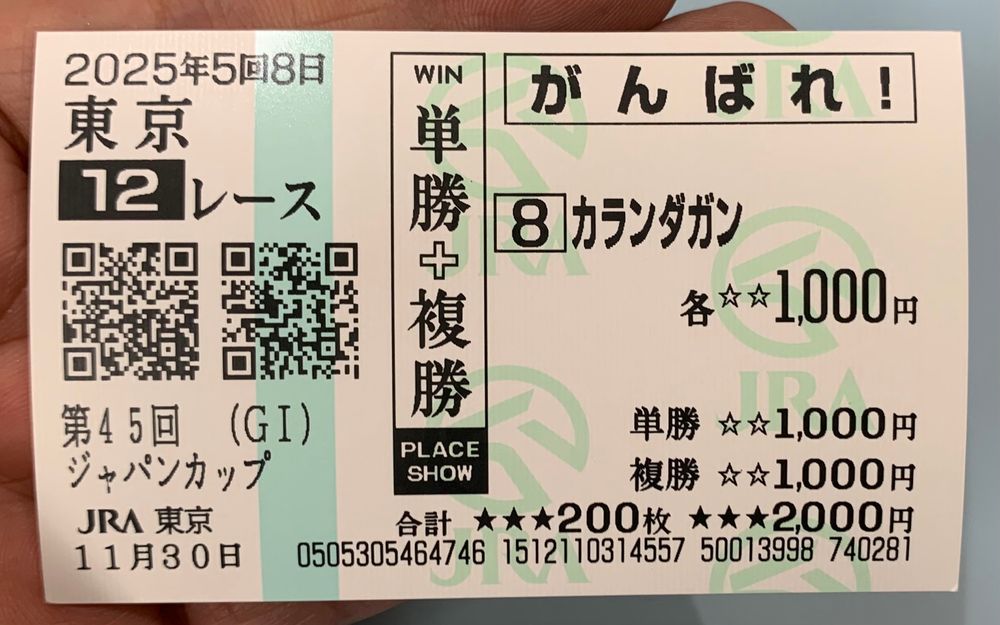 2025年5回8日
東京
12レース
第45回 (GI)
ジャパンカップ
JRA 東京
11月30日
WIN
単勝+複勝
PLACE
SHOW
がんばれ!
8 カランダガン
各☆☆1,000円
単勝 ☆☆1,000円
複勝 ☆☆1,000円
合計 ★★★200枚 ★★★2,000円
0505305464746 1512110314557 50013998 740281
JRA
JRA
JRA
JRA